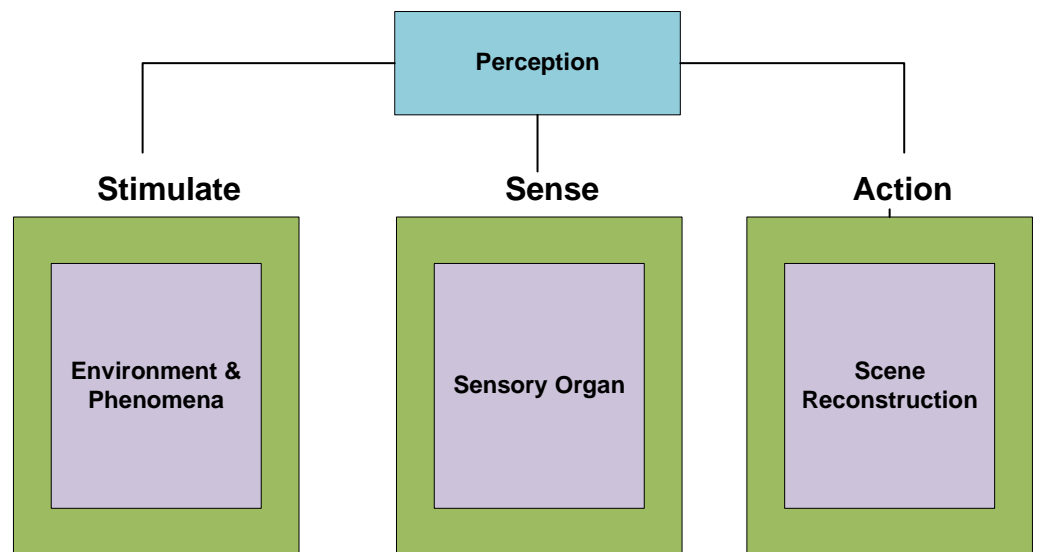 Perception
Stimulate
Sense
Action
Environment &
Phenomena
Sensory Organ
Scene
Reconstruction